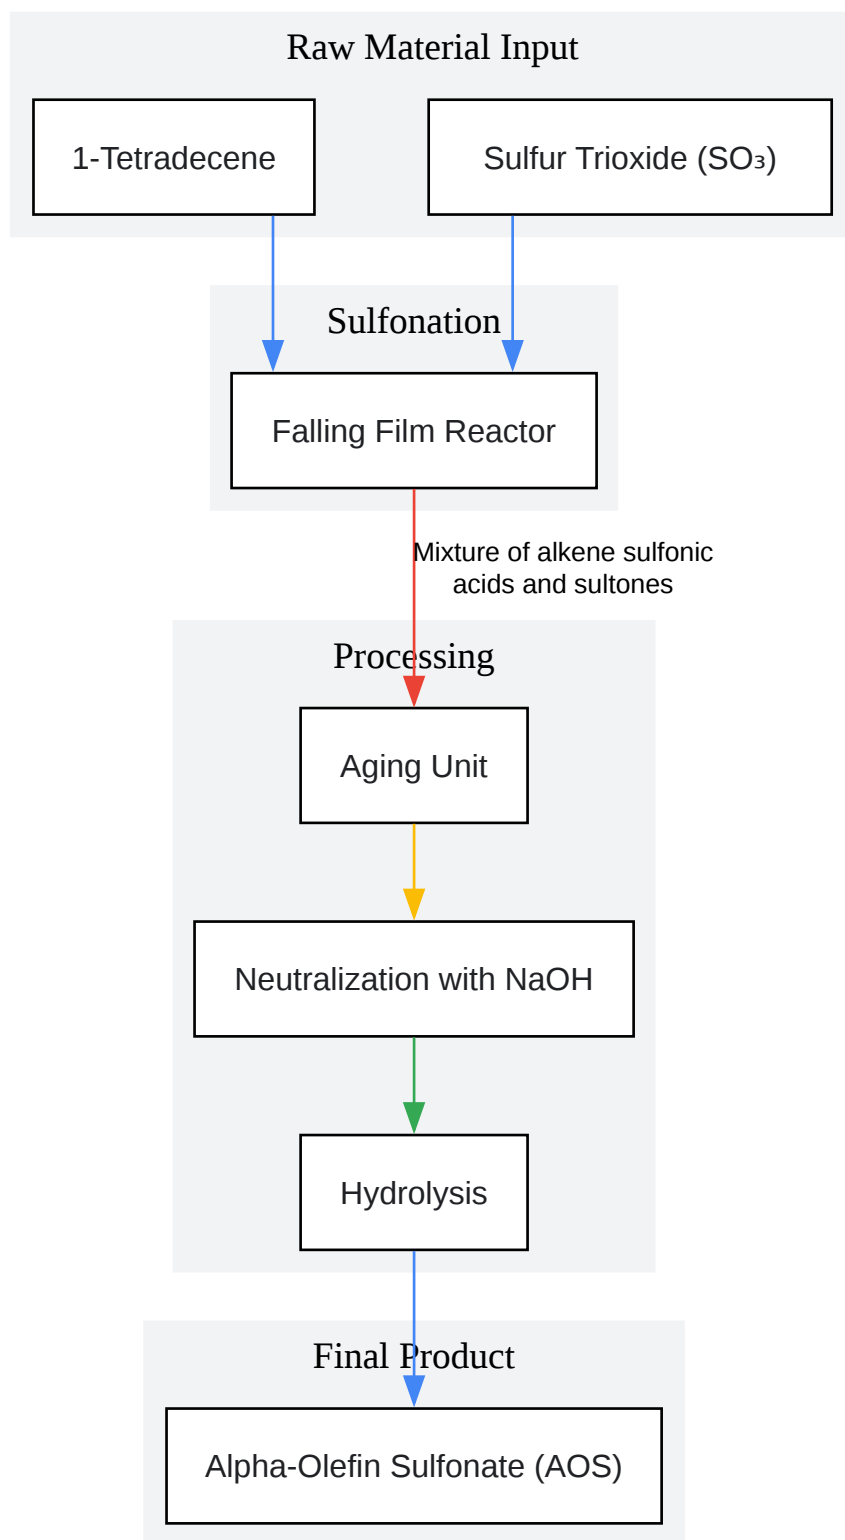 Raw Material Input
1-Tetradecene
Sulfur Trioxide (SO₃)
Sulfonation
Falling Film Reactor
Mixture of alkene sulfonic
acids and sultones
Processing
Aging Unit
Neutralization with NaOH
Hydrolysis
Final Product
Alpha-Olefin Sulfonate (AOS)